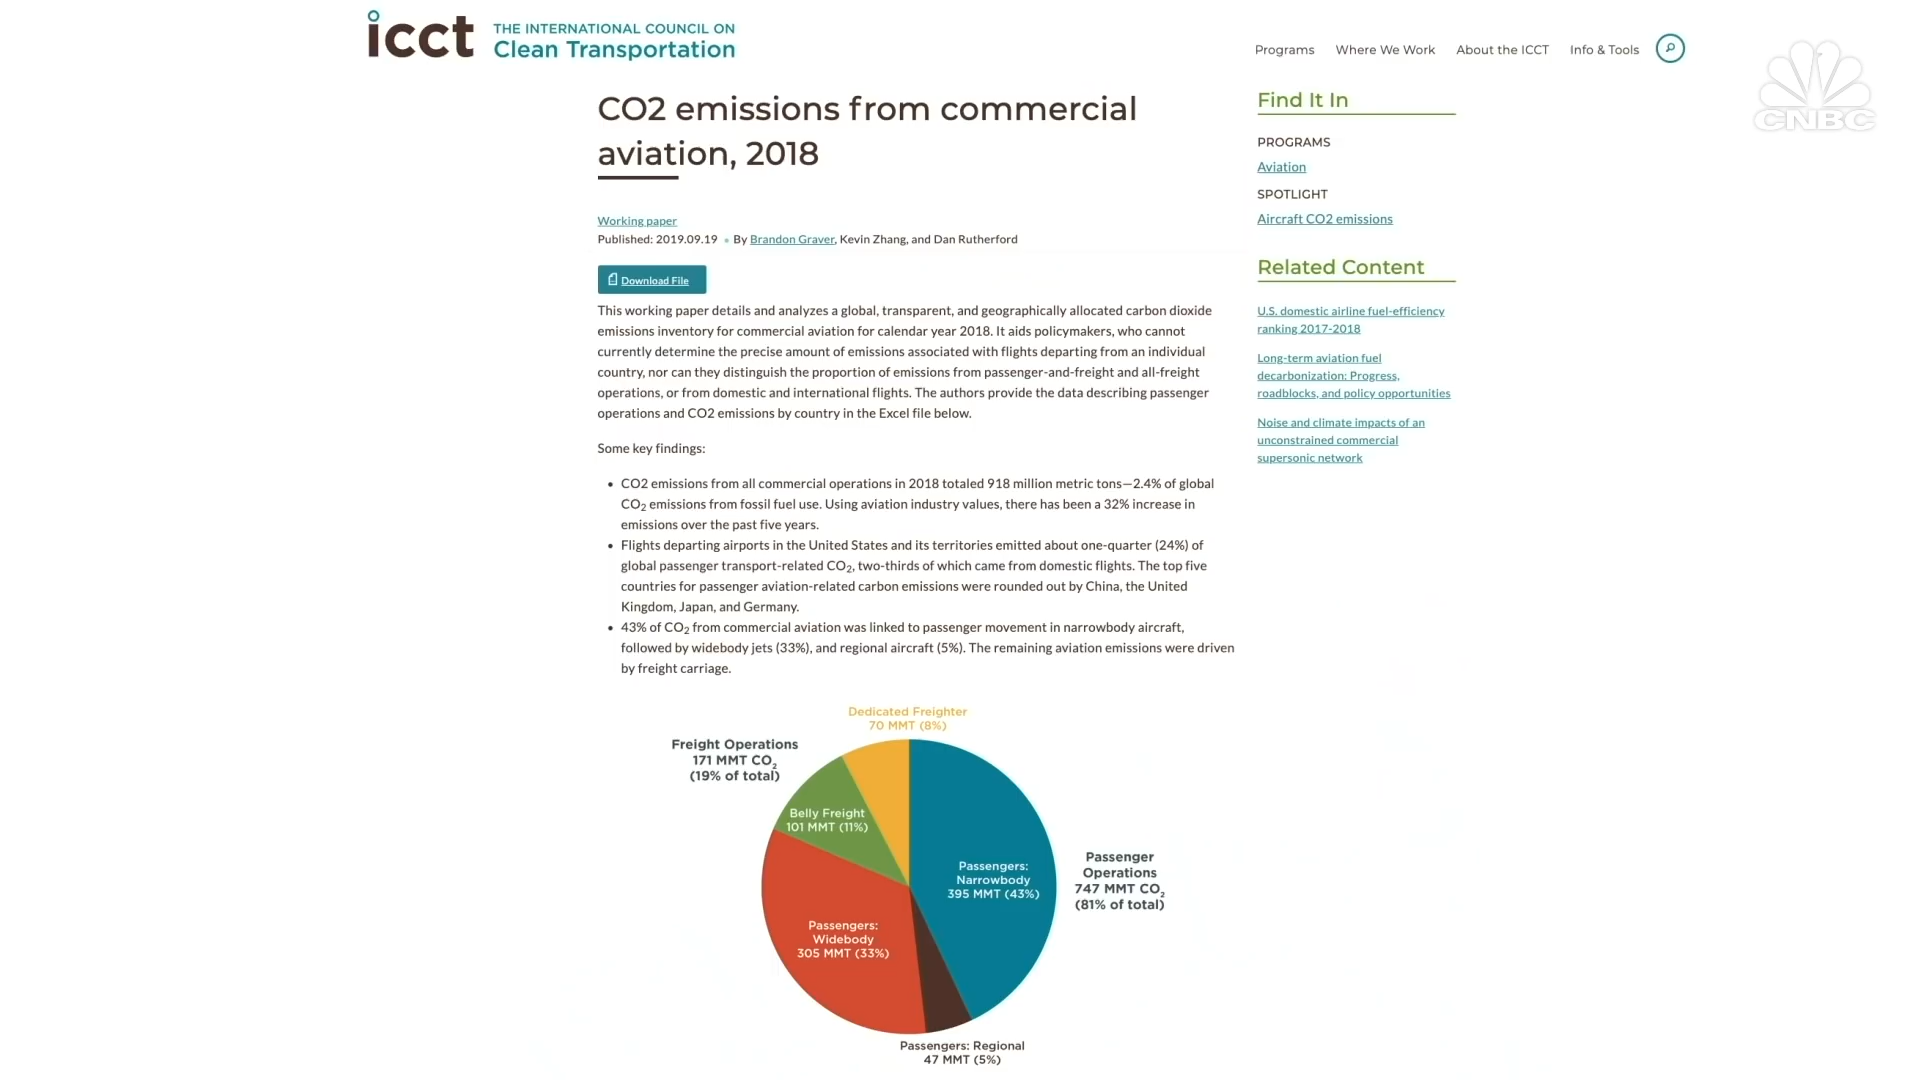 icct THE INTERNATIONAL COUNCIL ON
Clean Transportation
Programs Where We Work About the ICCT Info & Tools
CNBC
CO2 emissions from commercial
aviation, 2018
Working paper
Published: 2019.09.19 • By Brandon Graver, Kevin Zhang, and Dan Rutherford
Download File
This working paper details and analyzes a global, transparent, and geographically allocated carbon dioxide
emissions inventory for commercial aviation for calendar year 2018. It aids policymakers, who cannot
currently determine the precise amount of emissions associated with flights departing from an individual
country, nor can they distinguish the proportion of emissions from passenger-and-freight and all-freight
operations, or from domestic and international flights. The authors provide the data describing passenger
operations and CO2 emissions by country in the Excel file below.
Some key findings:
• CO2 emissions from all commercial operations in 2018 totaled 918 million metric tons—2.4% of global
CO₂ emissions from fossil fuel use. Using aviation industry values, there has been a 32% increase in
emissions over the past five years.
• Flights departing airports in the United States and its territories emitted about one-quarter (24%) of
global passenger transport-related CO₂, two-thirds of which came from domestic flights. The top five
countries for passenger aviation-related carbon emissions were rounded out by China, the United
Kingdom, Japan, and Germany.
• 43% of CO₂ from commercial aviation was linked to passenger movement in narrowbody aircraft,
followed by widebody jets (33%), and regional aircraft (5%). The remaining aviation emissions were driven
by freight carriage.
Find It In
PROGRAMS
Aviation
SPOTLIGHT
Aircraft CO2 emissions
Related Content
U.S. domestic airline fuel-efficiency
ranking 2017-2018
Long-term aviation fuel
decarbonization: Progress,
roadblocks, and policy opportunities
Noise and climate impacts of an
unconstrained commercial
supersonic network
Dedicated Freighter
70 MMT (8%)
Freight Operations
171 MMT CO₂
(19% of total)
Belly Freight
101 MMT (11%)
Passengers:
Narrowbody
395 MMT (43%)
Passenger
Operations
747 MMT CO₂
(81% of total)
Passengers:
Widebody
305 MMT (33%)
Passengers: Regional
47 MMT (5%)